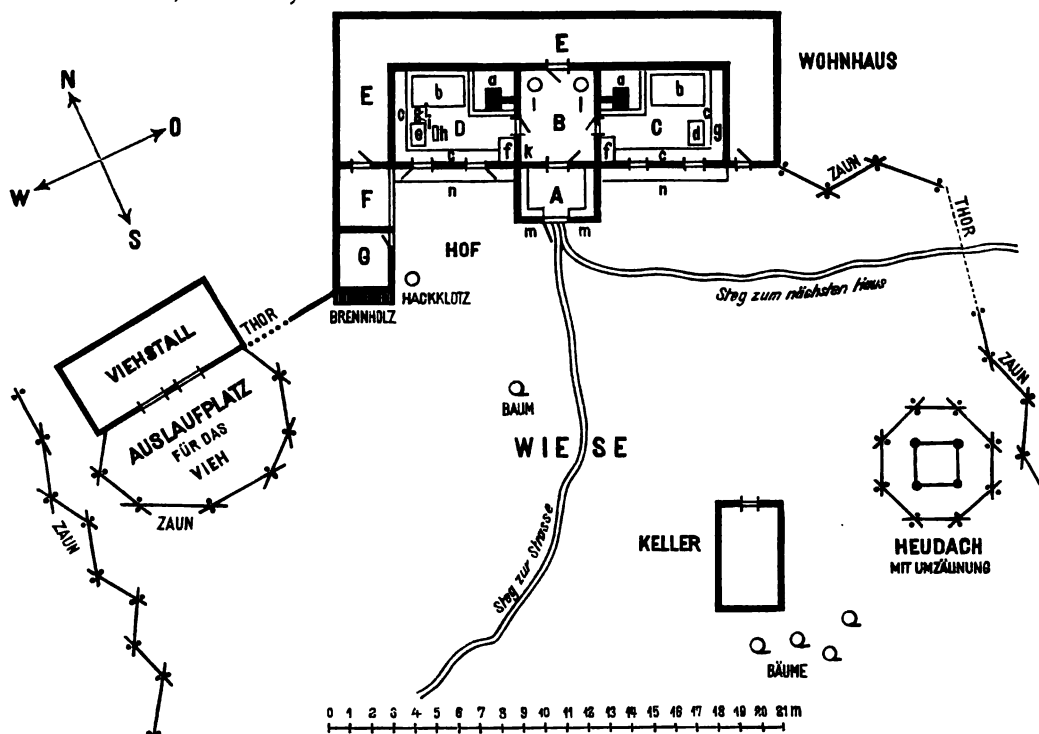 WOHNHAUS
E
N
O
W
S
E
a
b
c
D
e
h
c
f
B
k
a
b
C
c
d
g
f
c
n
n
A
m
m
F
G
HOF
HACKKLOTZ
BRENNHOLZ
THOR
ZAUN
THOR
ZAUN
Steg zum nächsten Haus
VIEHSTALL
AUSLAUFPLATZ
FÜR DAS
VIEH
ZAUN
ZAUN
BAUM
WIESE
Steg zur Strasse
KELLER
HEUDACH
MIT UMZÄUNUNG
BÄUME
0 1 2 3 4 5 6 7 8 9 10 11 12 13 14 15 16 17 18 19 20 21 m